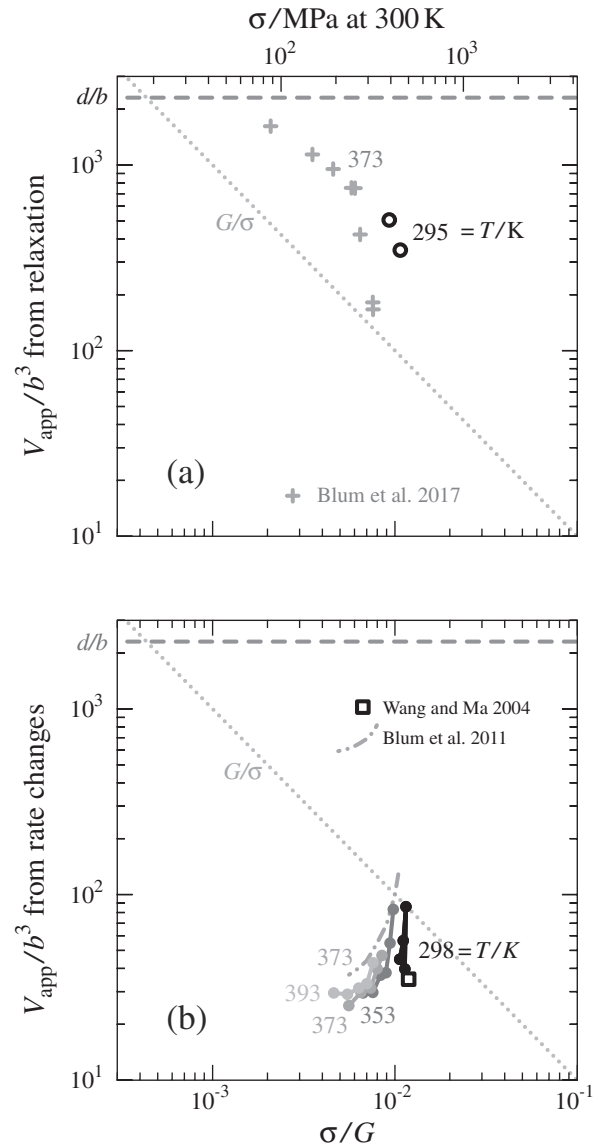 σ/MPa at 300 K
10² 10³
d/b
10³
373
G/σ
295 = T/K
V_app/b³ from relaxation
10²
(a)
Blum et al. 2017
10¹
d/b
10³
Wang and Ma 2004
Blum et al. 2011
G/σ
V_app/b³ from rate changes
10²
373
298=T/K
393
373 353
(b)
10¹
10⁻³ 10⁻² 10⁻¹
σ/G